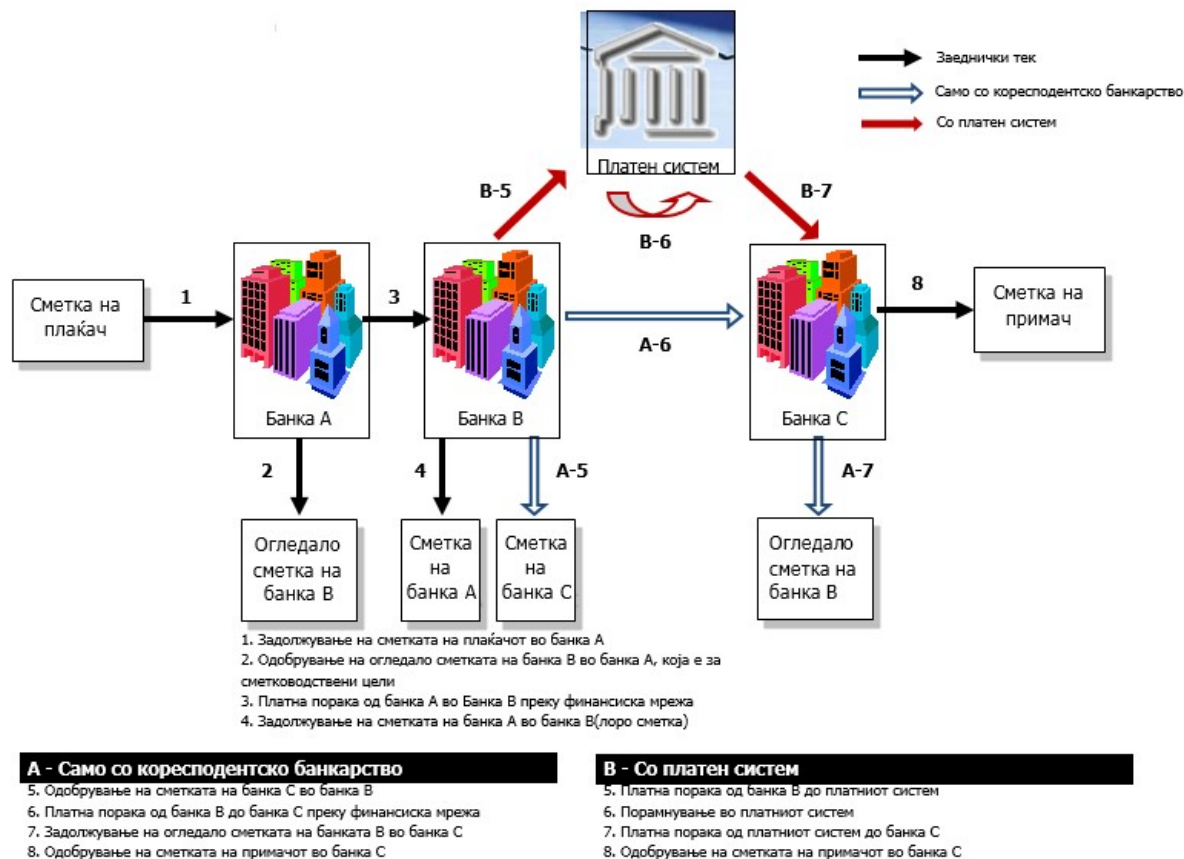 Заеднички тек
Само со коресподентско банкарство
Со платен систем
Платен систем
B-5
B-7
B-6
Сметка на
плаќач
1
Банка А
3
Банка B
A-6
Банка C
8
Сметка на
примач
2
4
A-5
A-7
Огледало
сметка на
банка B
Сметка
на
банка А
Сметка
на
банка C
Огледало
сметка на
банка B
1. Задолжување на сметката на плаќачот во банка А
2. Одобрување на огледало сметката на банка B во банка А, која е за
сметководствени цели
3. Платна порака од банка А во Банка B преку финансиска мрежа
4. Задолжување на сметката на банка А во банка B(лоро сметка)
A - Само со коресподентско банкарство
5. Одобрување на сметката на банка C во банка B
6. Платна порака од банка B до банка C преку финансиска мрежа
7. Задолжување на огледало сметката на банката B во банка C
8. Одобрување на сметката на примачот во банка C
B - Со платен систем
5. Платна порака од банка B до платниот систем
6. Порамнување во платниот систем
7. Платна порака од платниот систем до банка C
8. Одобрување на сметката на примачот во банка C